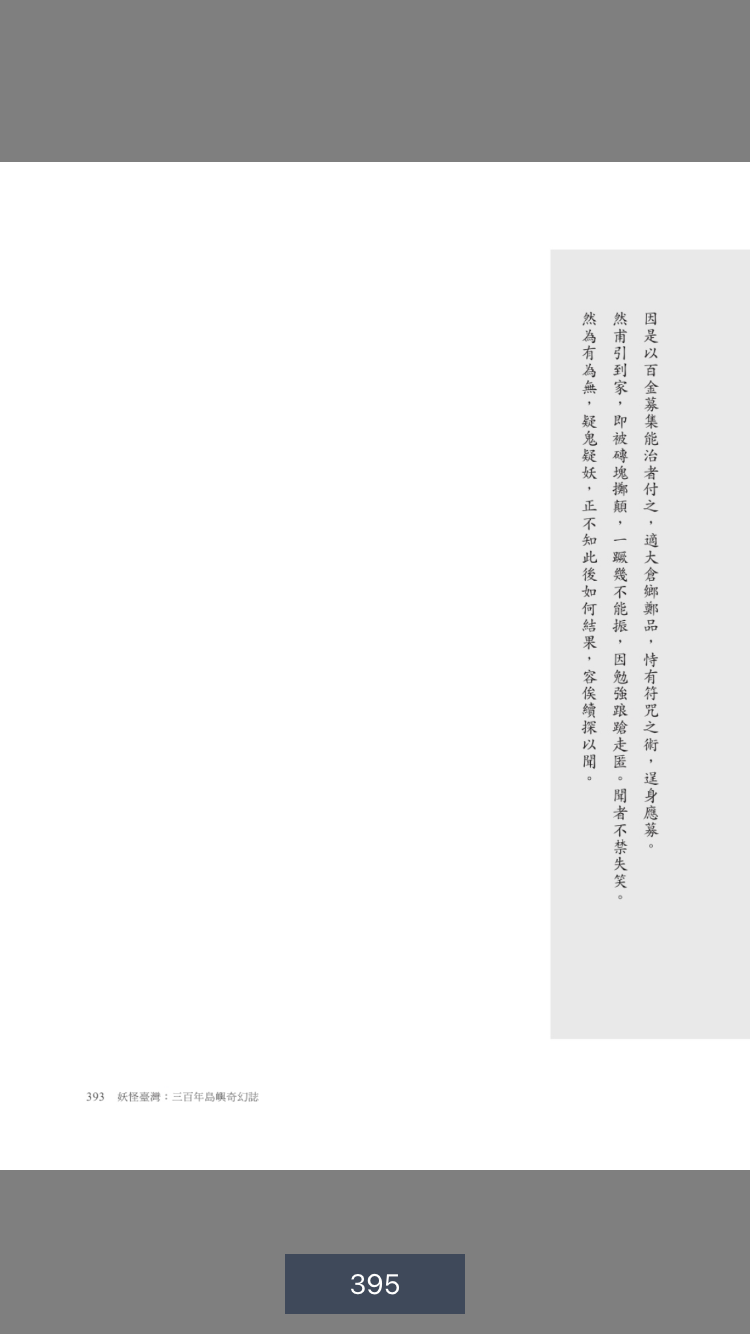 因是以百金募集能治者付之，適大倉鄉鄭品，恃有符咒之術，逞身應募。
然甫引到家，即被磚塊擲顛，一蹶幾不能振，因勉強踉蹌走匿。聞者不禁失笑。
然為有為無，疑鬼疑妖，正不知此後如何結果，容俟續探以聞。
393　妖怪臺灣：三百年島嶼奇幻誌
395